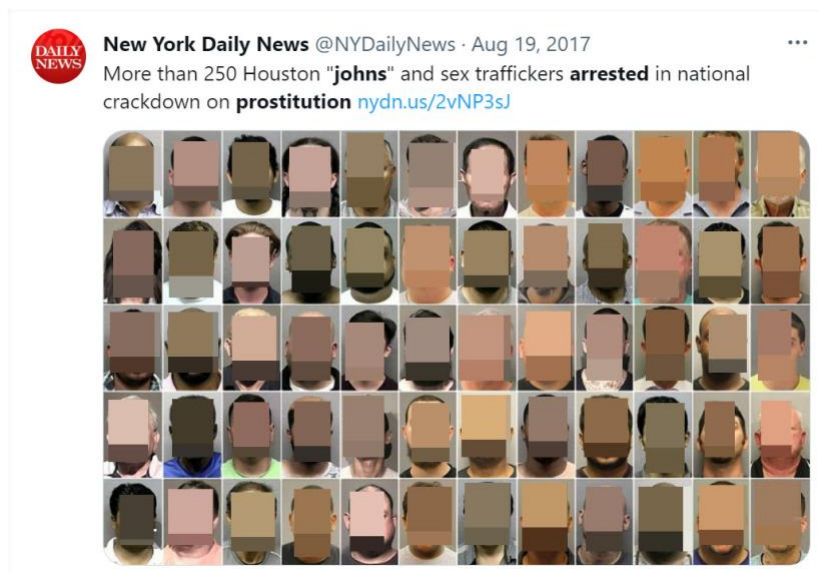 DAILY
NEWS
New York Daily News @NYDailyNews · Aug 19, 2017
More than 250 Houston "johns" and sex traffickers arrested in national
crackdown on prostitution nydn.us/2vNP3sJ